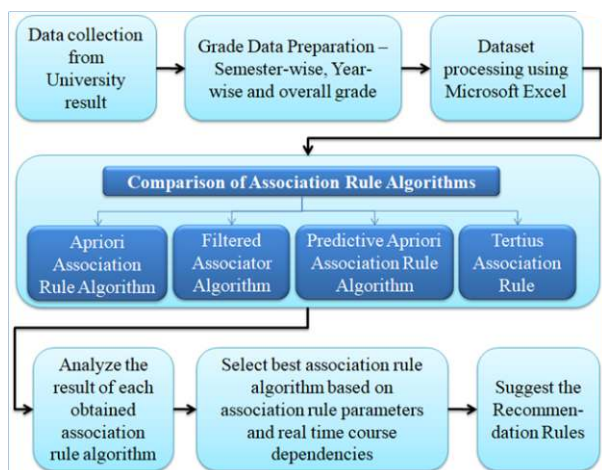 Data collection
from
University
result
Grade Data Preparation –
Semester-wise, Year-
wise and overall grade
Dataset
processing using
Microsoft Excel
Comparison of Association Rule Algorithms
Apriori
Association
Rule Algorithm
Filtered
Associator
Algorithm
Predictive Apriori
Association Rule
Algorithm
Tertius
Association
Rule
Analyze the
result of each
obtained
association
rule algorithm
Select best association rule
algorithm based on
association rule parameters
and real time course
dependencies
Suggest the
Recommen-
dation Rules